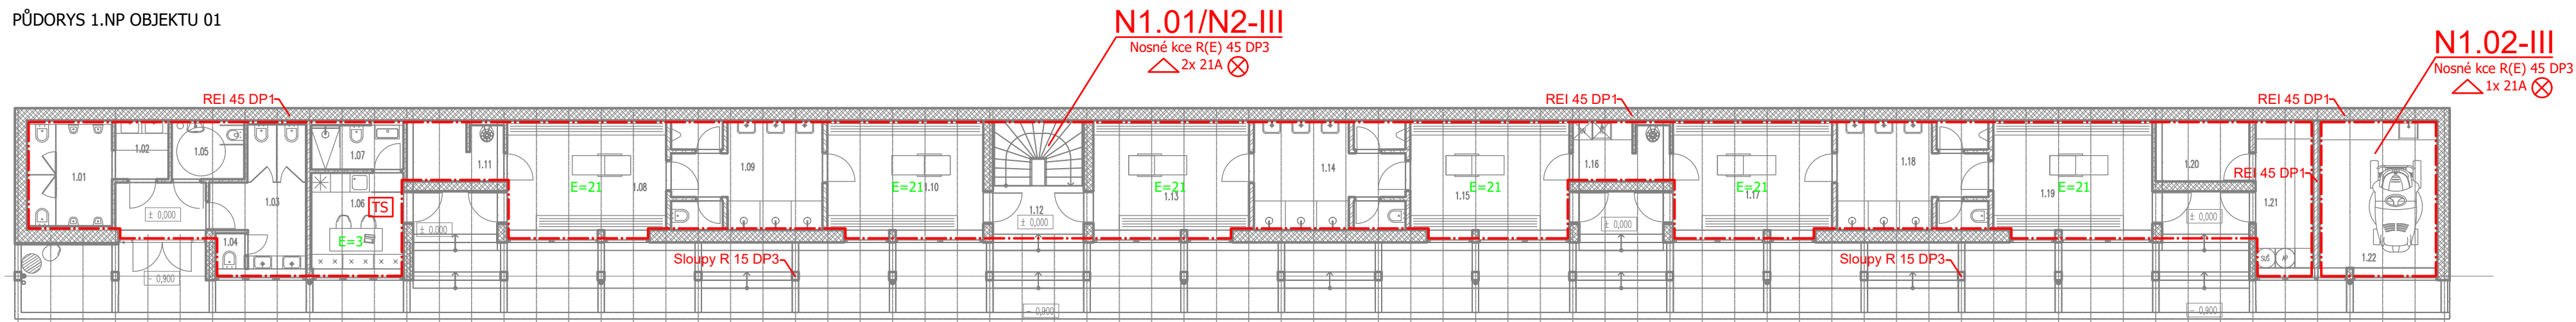 PŮDORYS 1.NP OBJEKTU 01
N1.01/N2-III
Nosné kce R(E) 45 DP3
2x 21A
N1.02-III
Nosné kce R(E) 45 DP3
1x 21A
REI 45 DP1
REI 45 DP1
REI 45 DP1
1.01
1.02
1.05
1.03
1.04
1.07
1.06
TS
E=3
± 0,000
- 0,900
1.11
± 0,000
E=21
1.08
1.09
E=21
1.10
1.12
± 0,000
- 0,900
E=21
1.13
1.14
E=21
1.15
1.16
± 0,000
E=21
1.17
1.18
E=21
1.19
1.20
± 0,000
- 0,900
REI 45 DP1
1.21
SUŠ
AP
1.22
Sloupy R 15 DP3
Sloupy R 15 DP3